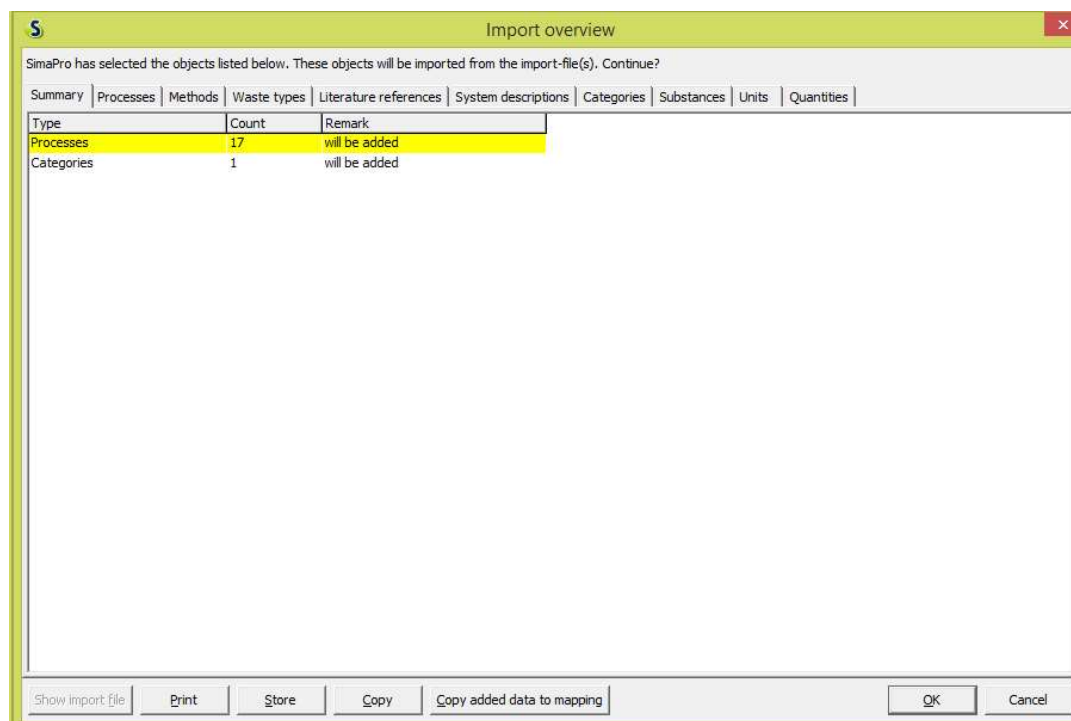 S
Import overview
SimaPro has selected the objects listed below. These objects will be imported from the import-file(s). Continue?
Summary Processes Methods Waste types Literature references System descriptions Categories Substances Units Quantities
Type Count Remark
Processes 17 will be added
Categories 1 will be added
Show import file Print Store Copy Copy added data to mapping OK Cancel